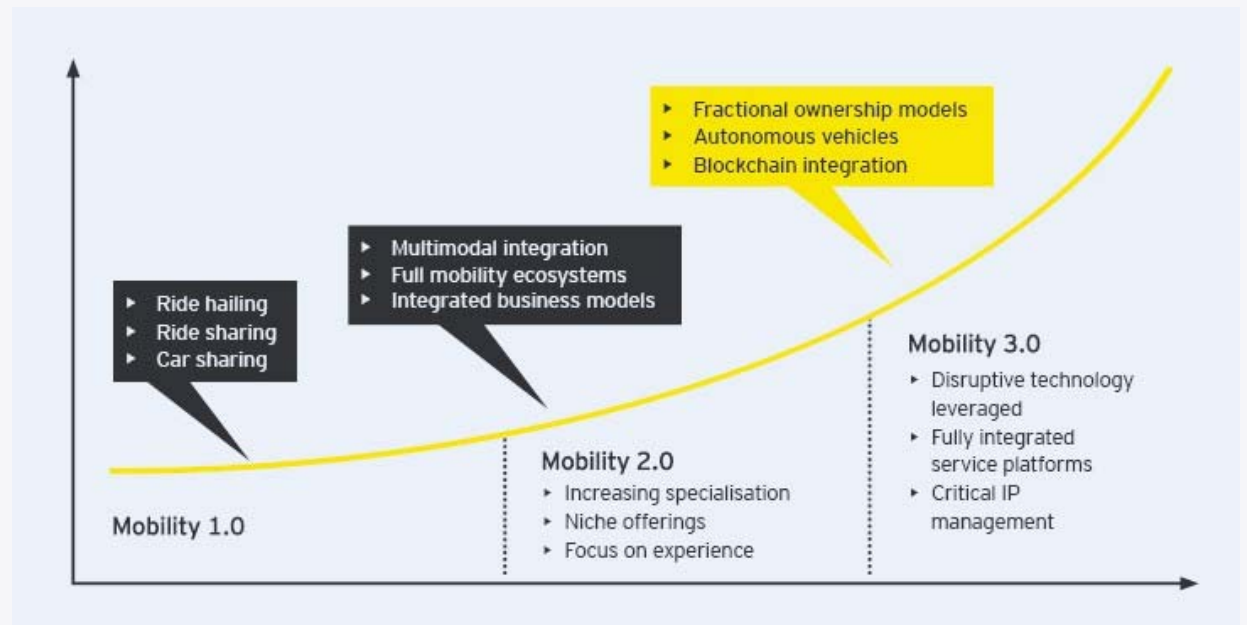 ▸ Fractional ownership models
▸ Autonomous vehicles
▸ Blockchain integration
▸ Multimodal integration
▸ Full mobility ecosystems
▸ Integrated business models
▸ Ride hailing
▸ Ride sharing
▸ Car sharing
Mobility 1.0
Mobility 2.0
▸ Increasing specialisation
▸ Niche offerings
▸ Focus on experience
Mobility 3.0
▸ Disruptive technology
leveraged
▸ Fully integrated
service platforms
▸ Critical IP
management